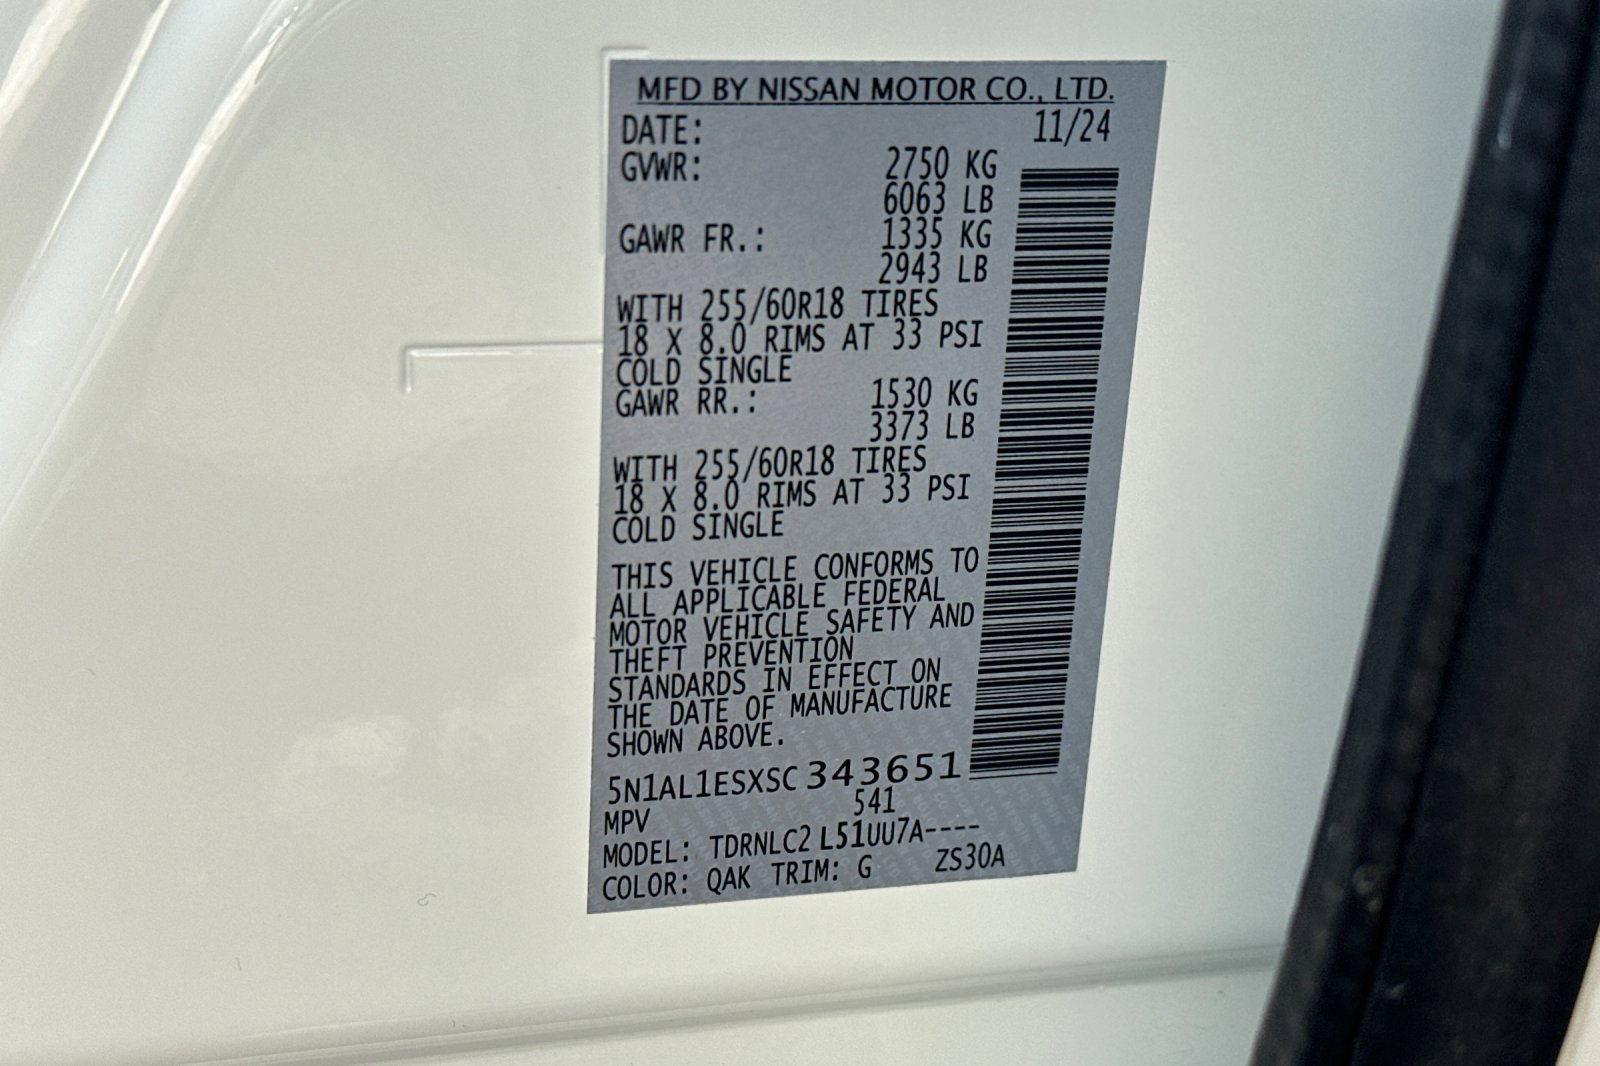 MFD BY NISSAN MOTOR CO., LTD.
DATE: 11/24
GVWR: 2750 KG
6063 LB
GAWR FR.: 1335 KG
2943 LB
WITH 255/60R18 TIRES
18 X 8.0 RIMS AT 33 PSI
COLD SINGLE
GAWR RR.: 1530 KG
3373 LB
WITH 255/60R18 TIRES
18 X 8.0 RIMS AT 33 PSI
COLD SINGLE
THIS VEHICLE CONFORMS TO
ALL APPLICABLE FEDERAL
MOTOR VEHICLE SAFETY AND
THEFT PREVENTION
STANDARDS IN EFFECT ON
THE DATE OF MANUFACTURE
SHOWN ABOVE.
5N1AL1ESXSC343651
MPV 541
MODEL: TDRNLC2 L51UU7A----
COLOR: QAK TRIM: G ZS30A